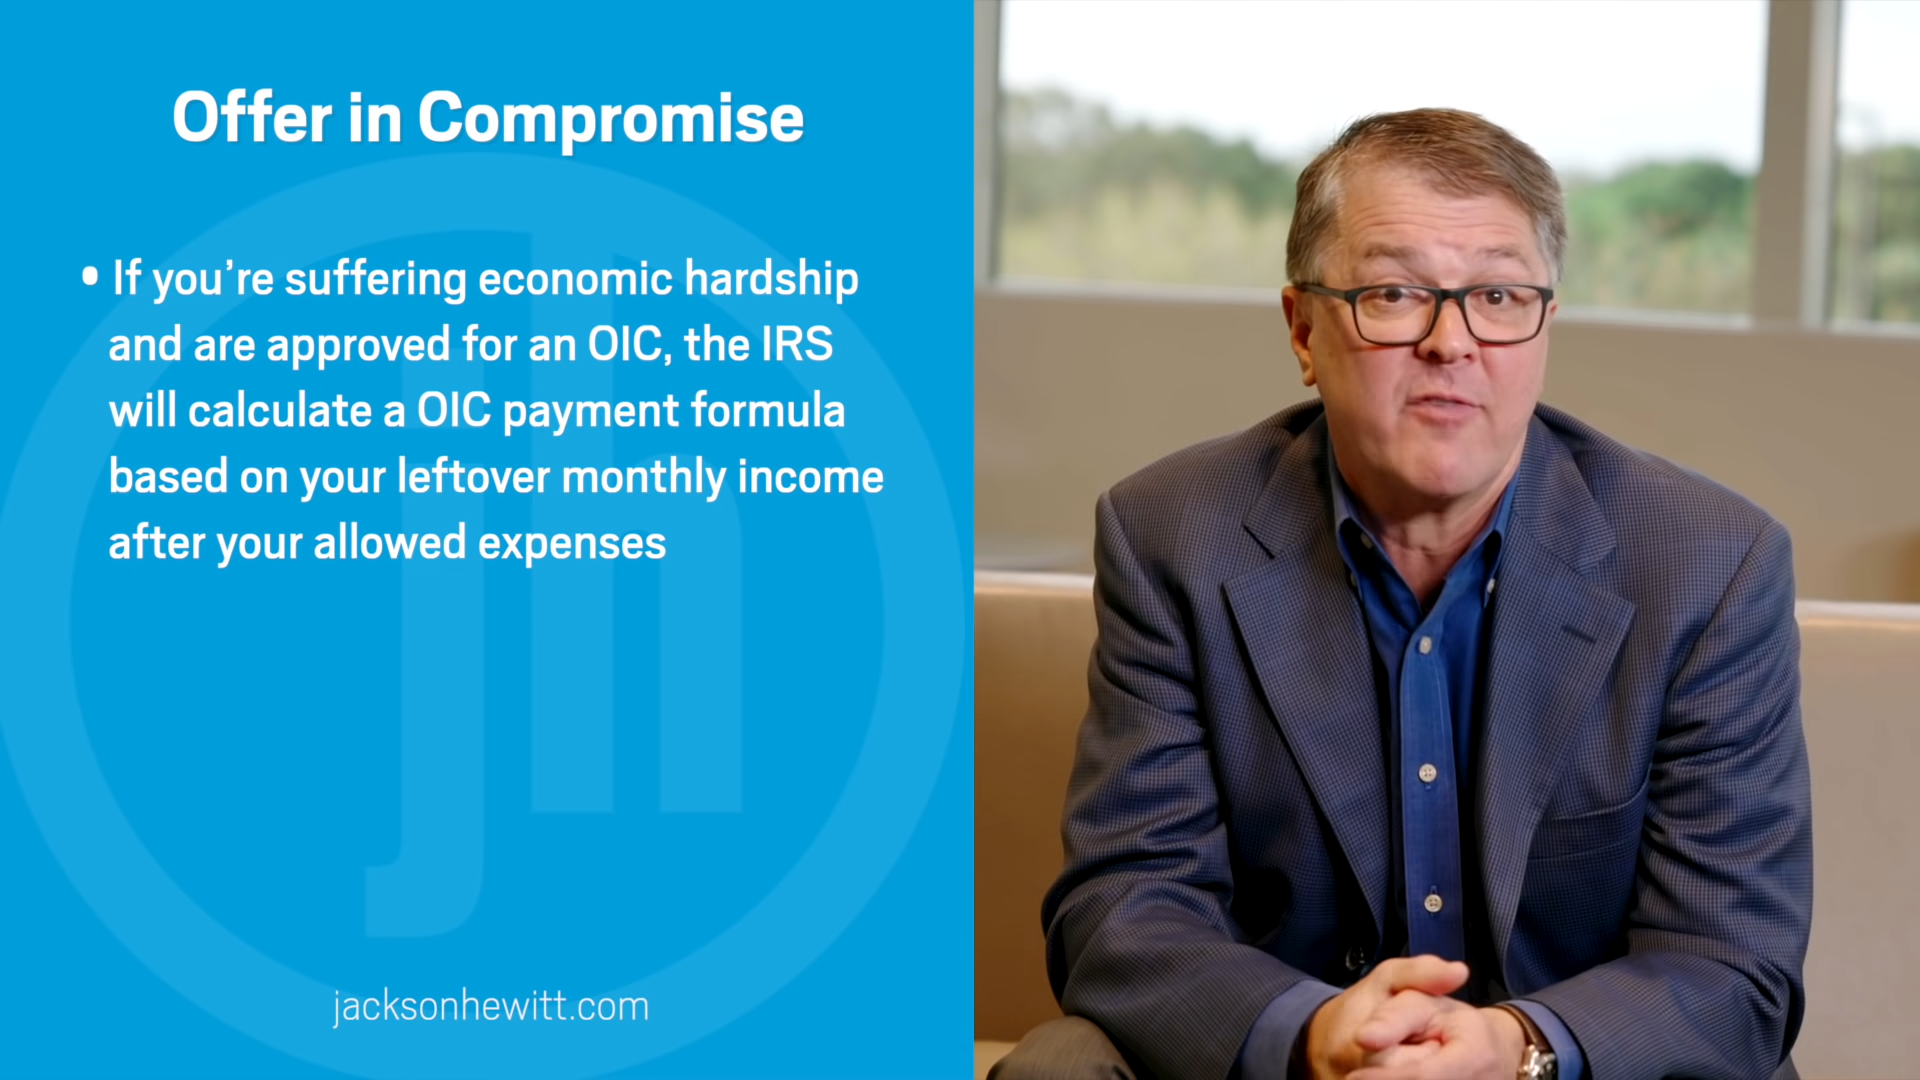 Offer in Compromise
• If you’re suffering economic hardship
and are approved for an OIC, the IRS
will calculate a OIC payment formula
based on your leftover monthly income
after your allowed expenses
jh
jacksonhewitt.com